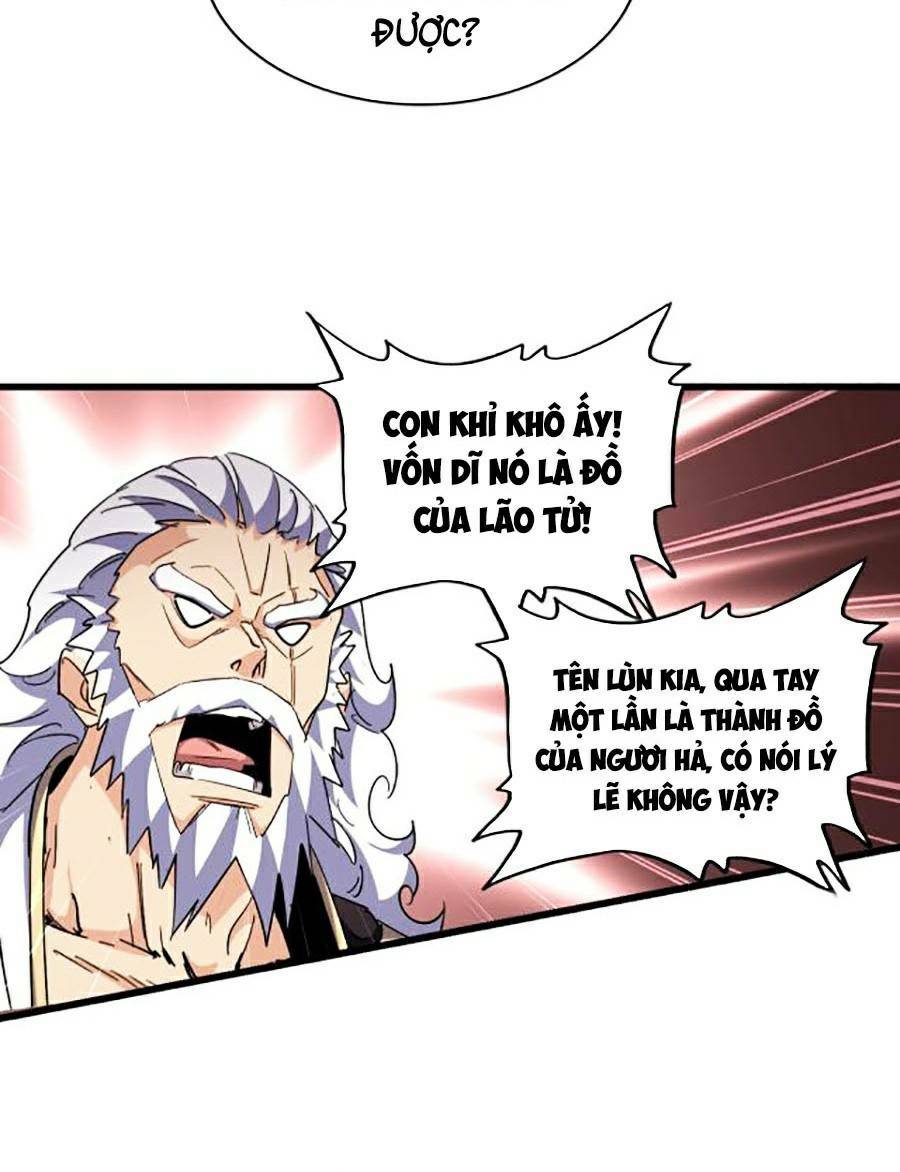 ĐƯỢC?
CON KHỈ KHÔ ẤY!
VỐN DĨ NÓ LÀ ĐỒ
CỦA LÃO TỬ!
TÊN LÙN KIA, QUA TAY
MỘT LẦN LÀ THÀNH ĐỒ
CỦA NGƯƠI HẢ, CÓ NÓI LÝ
LẼ KHÔNG VẬY?